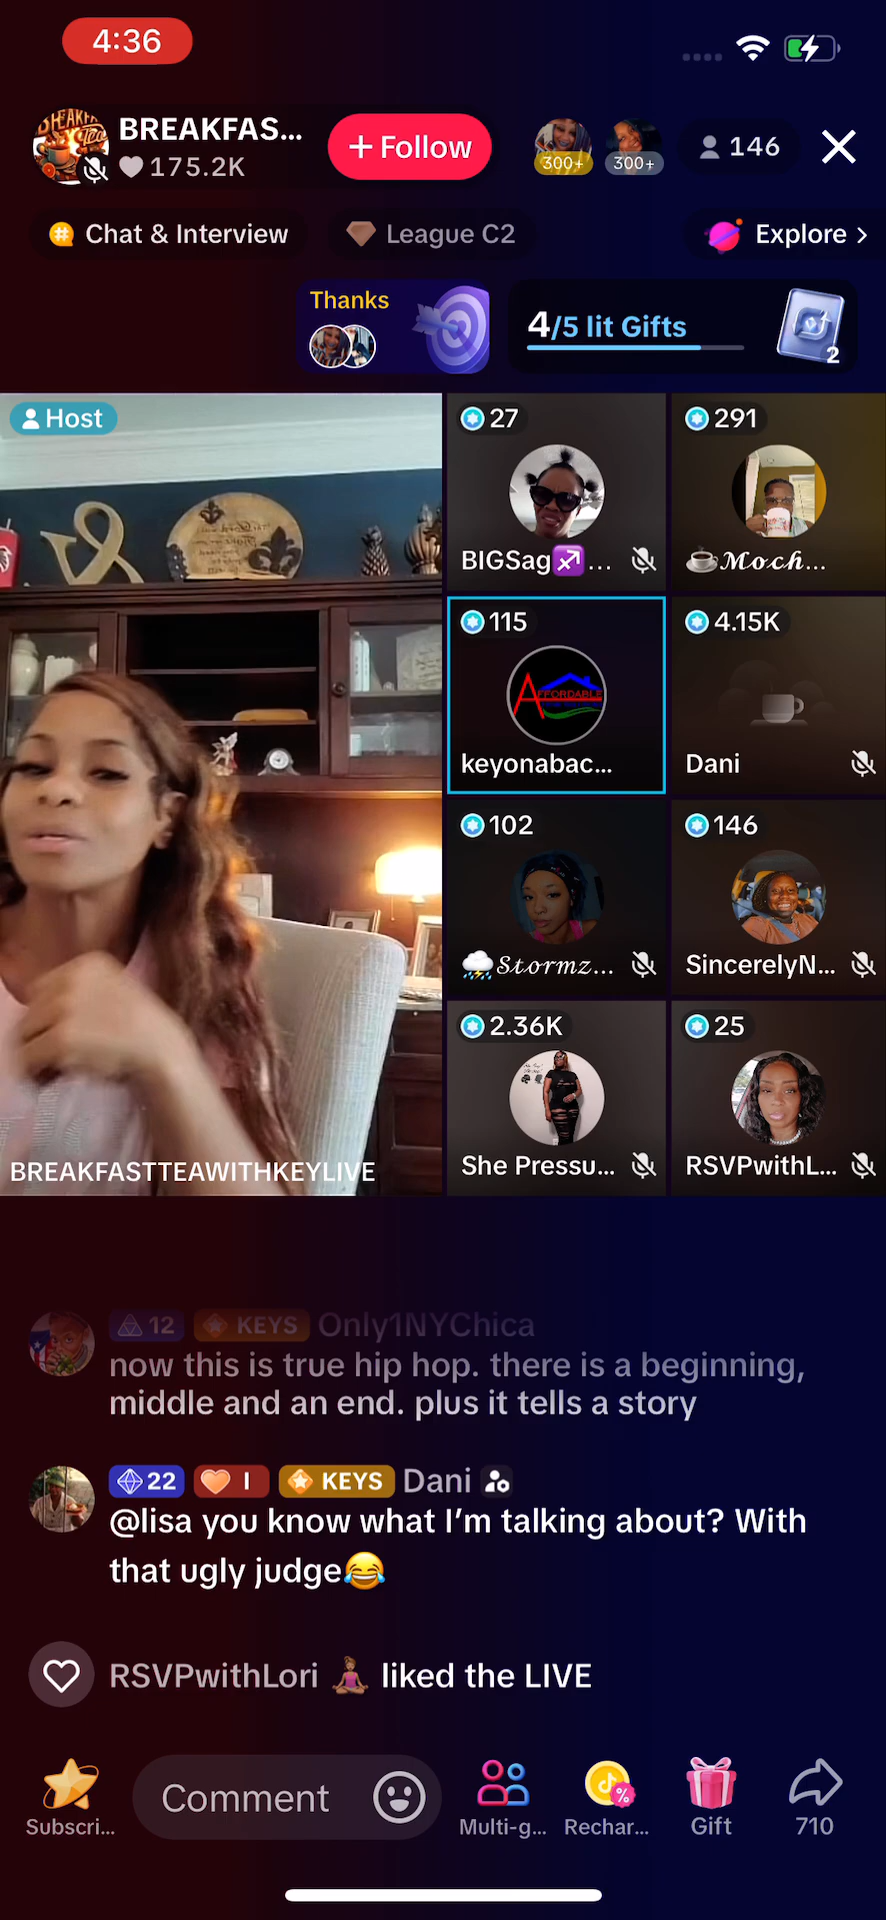 4:36
BREAKFAS...
175.2K
+ Follow
300+
300+
146
Chat & Interview
League C2
Explore >
Thanks
4/5 lit Gifts
2
Host
BREAKFASTTEAWITHKEYLIVE
27
BIGSag♐...
291
☕𝓜𝓸𝓬𝓱...
115
AFFORDABLE
keyonabac...
4.15K
Dani
102
⛈️𝓢𝓽𝓸𝓻𝓶𝔃...
146
SincerelyN...
2.36K
She Pressu...
25
RSVPwithL...
12 KEYS Only1NYChica
now this is true hip hop. there is a beginning,
middle and an end. plus it tells a story
22 I KEYS Dani
@lisa you know what I'm talking about? With
that ugly judge😂
RSVPwithLori 🧘🏽‍♀️ liked the LIVE
Subscri...
Comment
Multi-g...
Rechar...
Gift
710